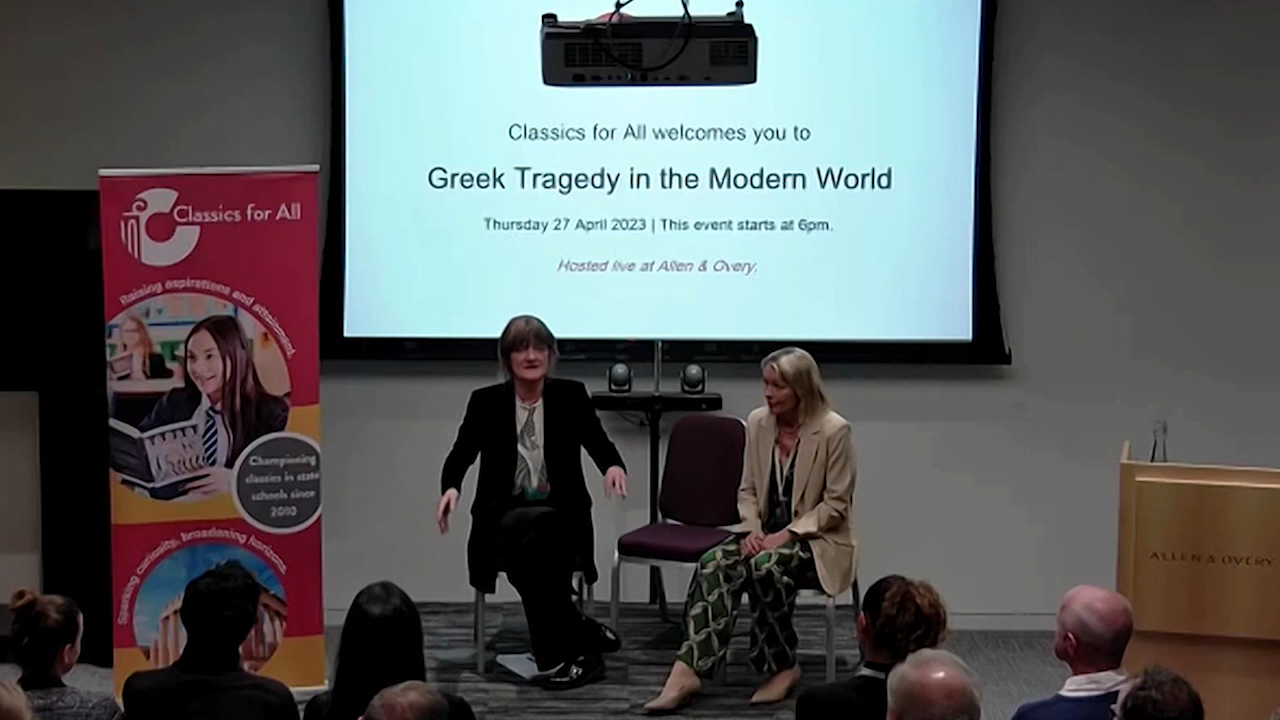 Classics for All welcomes you to
Greek Tragedy in the Modern World
Thursday 27 April 2023 | This event starts at 6pm.
Hosted live at Allen & Overy.
Classics for All
Raising aspirations and attainment
Championing
classics in state
schools since
2010
Sparking curiosity, broadening horizons
ALLEN & OVERY